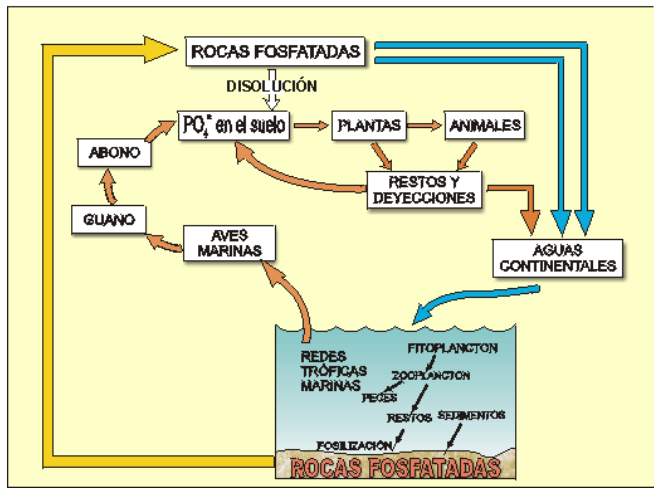 ROCAS FOSFATADAS
DISOLUCIÓN
PO₄⁼ en el suelo
PLANTAS
ANIMALES
ABONO
RESTOS Y
DEYECCIONES
GUANO
AVES
MARINAS
AGUAS
CONTINENTALES
REDES
TRÓFICAS
MARINAS
FITOPLANCTON
ZOOPLANCTON
PECES
RESTOS
SEDIMENTOS
FOSILIZACIÓN
ROCAS FOSFATADAS